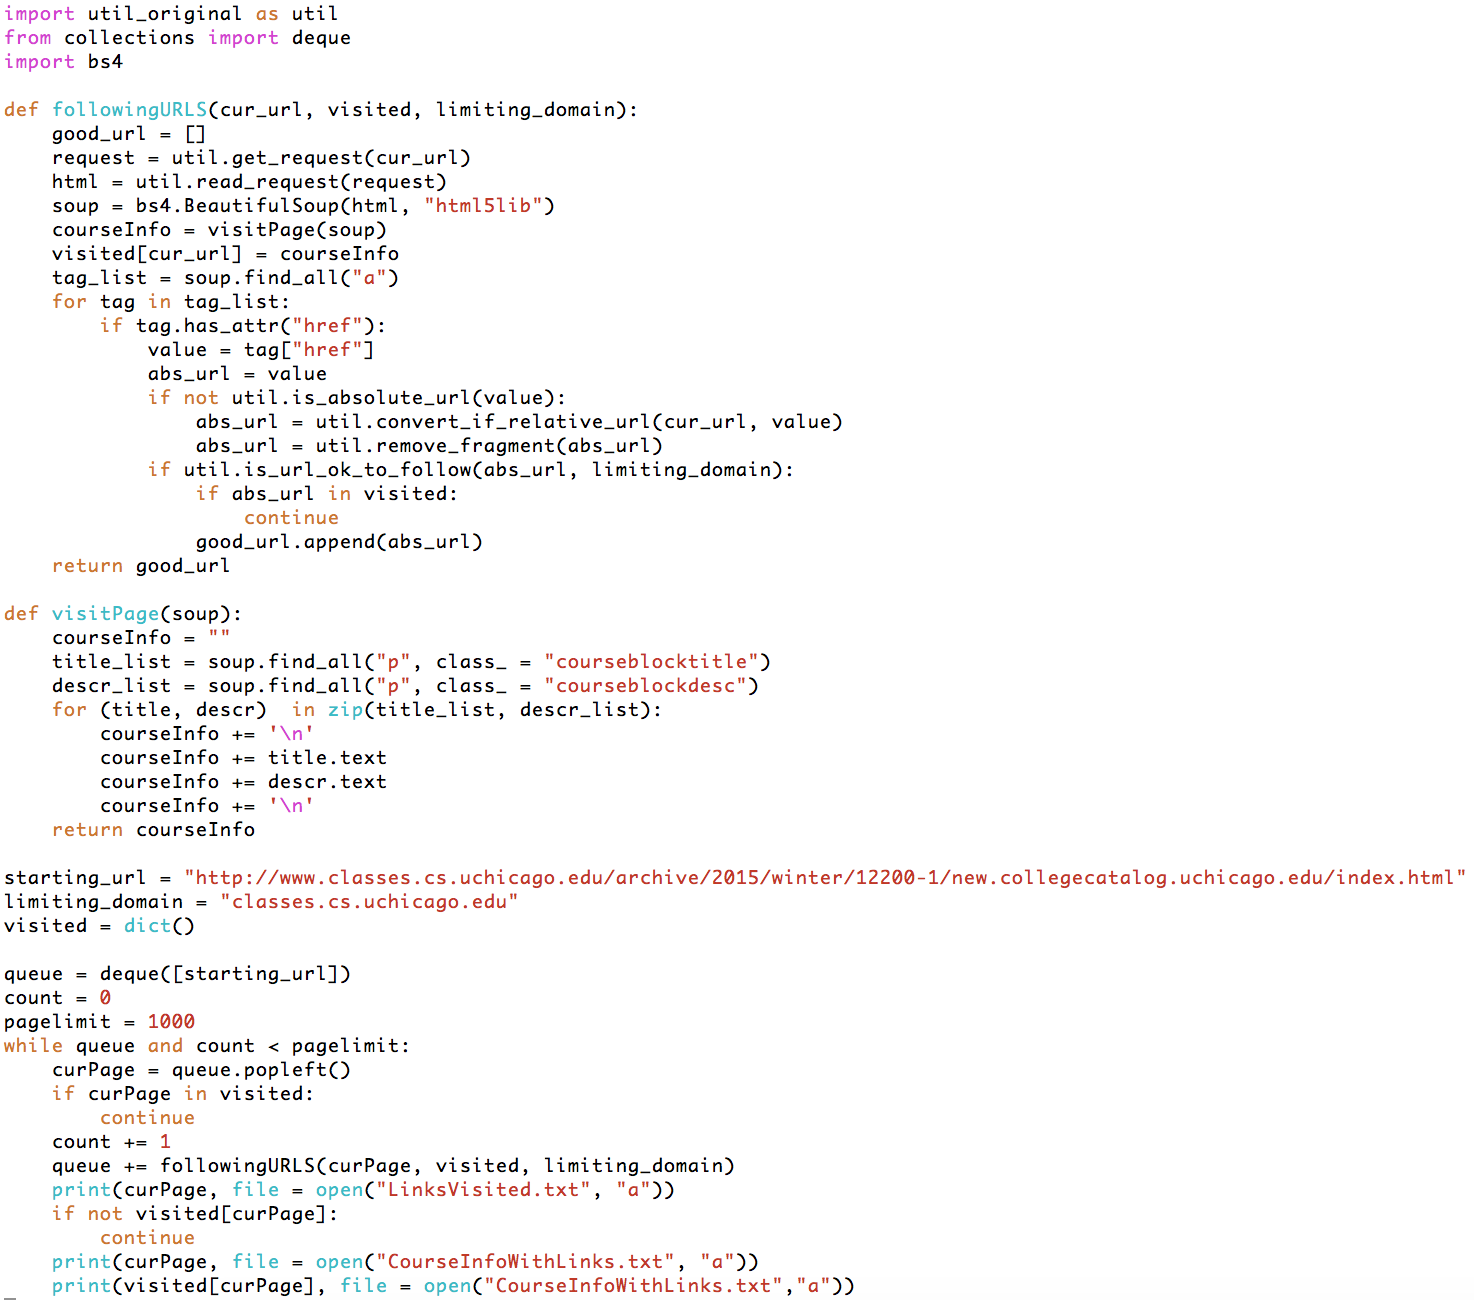 import util_original as util
from collections import deque
import bs4

def followingURLS(cur_url, visited, limiting_domain):
    good_url = []
    request = util.get_request(cur_url)
    html = util.read_request(request)
    soup = bs4.BeautifulSoup(html, "html5lib")
    courseInfo = visitPage(soup)
    visited[cur_url] = courseInfo
    tag_list = soup.find_all("a")
    for tag in tag_list:
        if tag.has_attr("href"):
            value = tag["href"]
            abs_url = value
            if not util.is_absolute_url(value):
                abs_url = util.convert_if_relative_url(cur_url, value)
                abs_url = util.remove_fragment(abs_url)
            if util.is_url_ok_to_follow(abs_url, limiting_domain):
                if abs_url in visited:
                    continue
                good_url.append(abs_url)
    return good_url

def visitPage(soup):
    courseInfo = ""
    title_list = soup.find_all("p", class_ = "courseblocktitle")
    descr_list = soup.find_all("p", class_ = "courseblockdesc")
    for (title, descr)  in zip(title_list, descr_list):
        courseInfo += '\n'
        courseInfo += title.text
        courseInfo += descr.text
        courseInfo += '\n'
    return courseInfo

starting_url = "http://www.classes.cs.uchicago.edu/archive/2015/winter/12200-1/new.collegecatalog.uchicago.edu/index.html"
limiting_domain = "classes.cs.uchicago.edu"
visited = dict()

queue = deque([starting_url])
count = 0
pagelimit = 1000
while queue and count < pagelimit:
    curPage = queue.popleft()
    if curPage in visited:
        continue
    count += 1
    queue += followingURLS(curPage, visited, limiting_domain)
    print(curPage, file = open("LinksVisited.txt", "a"))
    if not visited[curPage]:
        continue
    print(curPage, file = open("CourseInfoWithLinks.txt", "a"))
    print(visited[curPage], file = open("CourseInfoWithLinks.txt","a"))